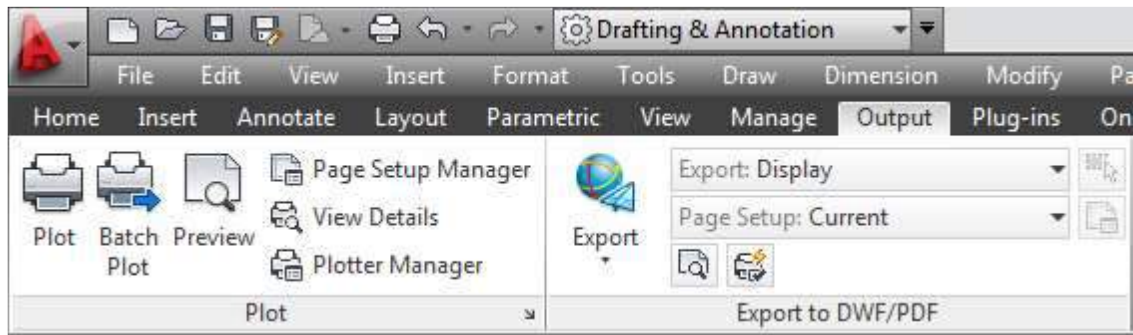 Drafting & Annotation
File Edit View Insert Format Tools Draw Dimension Modify Pa
Home Insert Annotate Layout Parametric View Manage Output Plug-ins On
Plot
Batch Plot
Preview
Page Setup Manager
View Details
Plotter Manager
Plot
Export
Export: Display
Page Setup: Current
Export to DWF/PDF